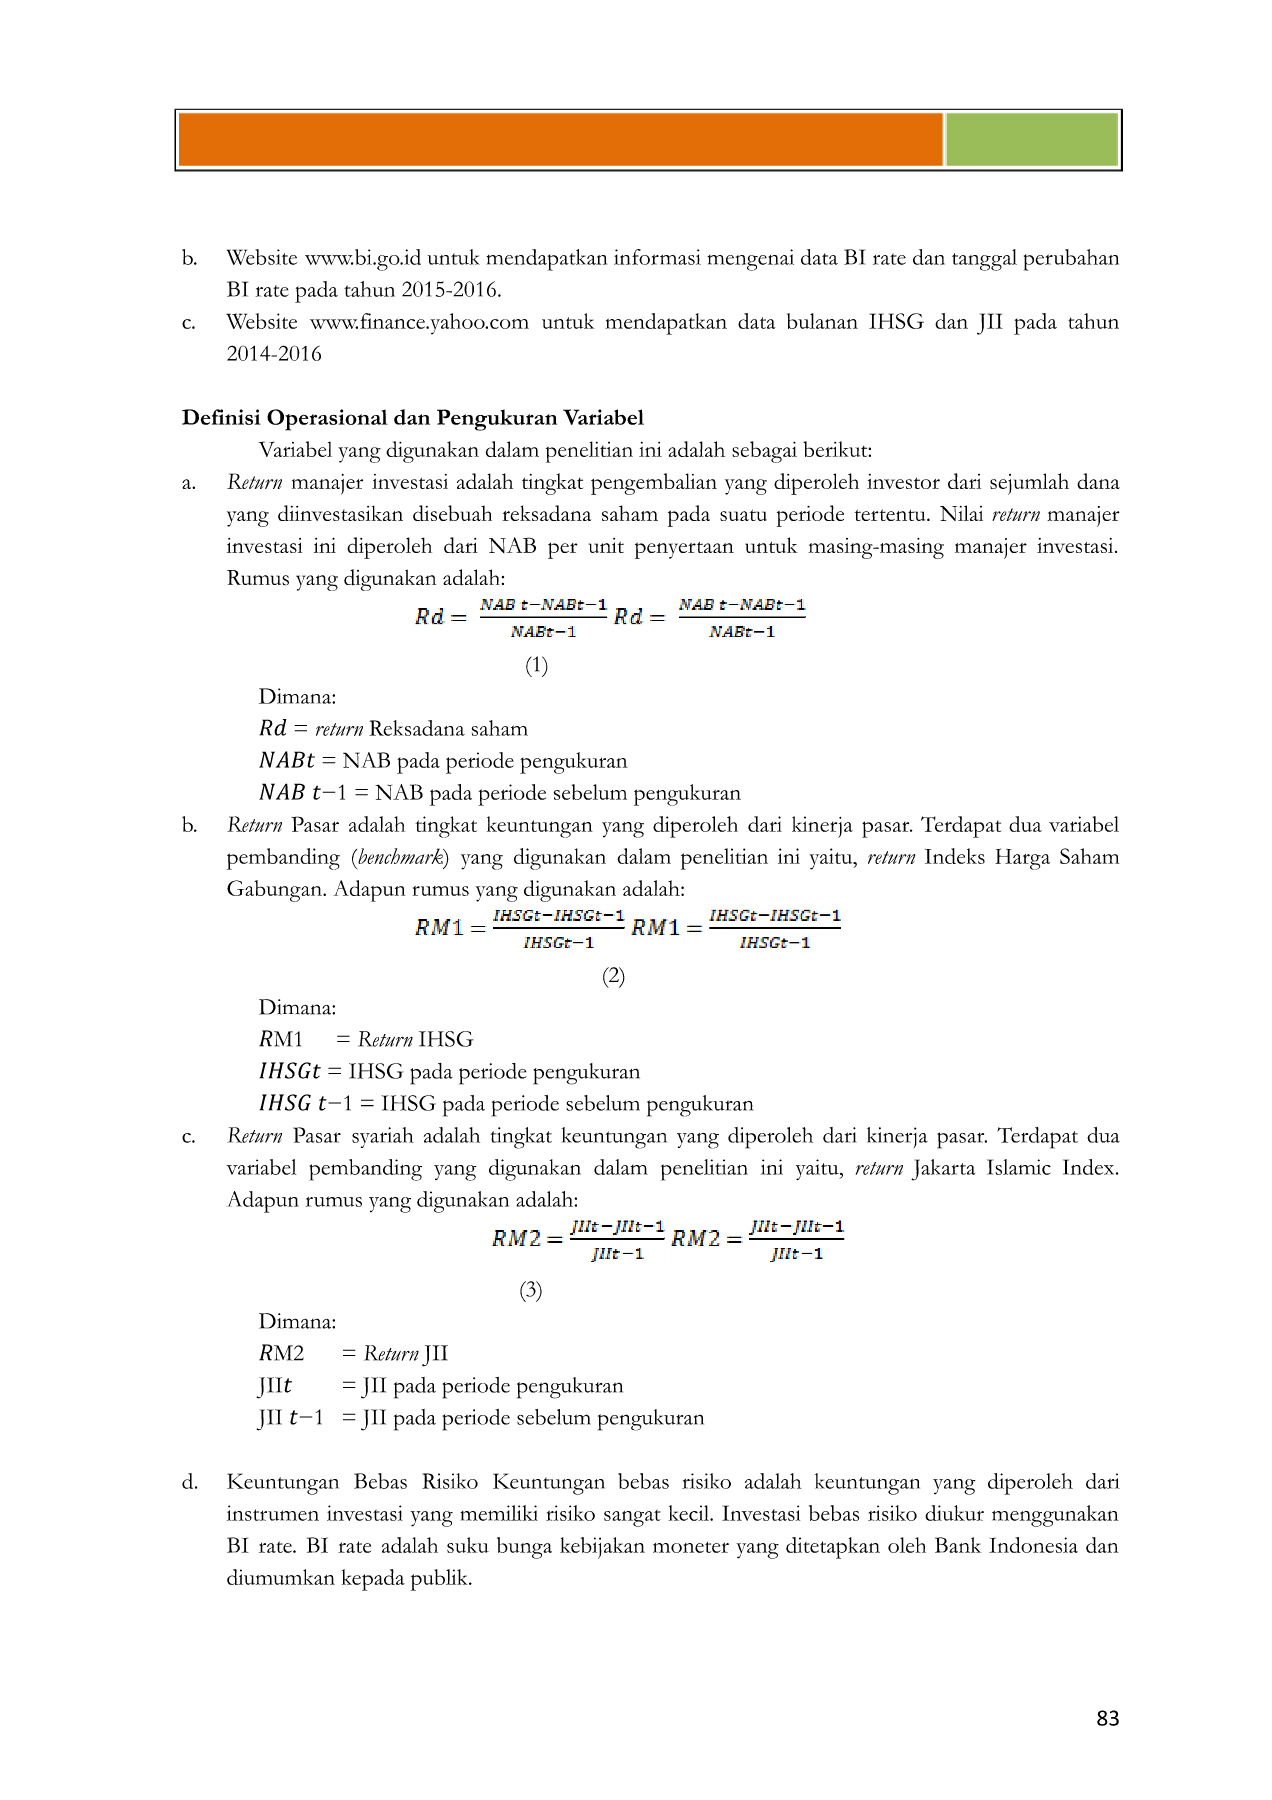 b. Website www.bi.go.id untuk mendapatkan informasi mengenai data BI rate dan tanggal perubahan
BI rate pada tahun 2015-2016.
c. Website www.finance.yahoo.com untuk mendapatkan data bulanan IHSG dan JII pada tahun
2014-2016
Definisi Operasional dan Pengukuran Variabel
Variabel yang digunakan dalam penelitian ini adalah sebagai berikut:
a. Return manajer investasi adalah tingkat pengembalian yang diperoleh investor dari sejumlah dana
yang diinvestasikan disebuah reksadana saham pada suatu periode tertentu. Nilai return manajer
investasi ini diperoleh dari NAB per unit penyertaan untuk masing-masing manajer investasi.
Rumus yang digunakan adalah:
Rd = (NAB t−NABt−1)/(NABt−1) Rd = (NAB t−NABt−1)/(NABt−1)
(1)
Dimana:
Rd = return Reksadana saham
NABt = NAB pada periode pengukuran
NAB t−1 = NAB pada periode sebelum pengukuran
b. Return Pasar adalah tingkat keuntungan yang diperoleh dari kinerja pasar. Terdapat dua variabel
pembanding (benchmark) yang digunakan dalam penelitian ini yaitu, return Indeks Harga Saham
Gabungan. Adapun rumus yang digunakan adalah:
RM1 = (IHSGt−IHSGt−1)/(IHSGt−1) RM1 = (IHSGt−IHSGt−1)/(IHSGt−1)
(2)
Dimana:
RM1 = Return IHSG
IHSGt = IHSG pada periode pengukuran
IHSG t−1 = IHSG pada periode sebelum pengukuran
c. Return Pasar syariah adalah tingkat keuntungan yang diperoleh dari kinerja pasar. Terdapat dua
variabel pembanding yang digunakan dalam penelitian ini yaitu, return Jakarta Islamic Index.
Adapun rumus yang digunakan adalah:
RM2 = (JIIt−JIIt−1)/(JIIt−1) RM2 = (JIIt−JIIt−1)/(JIIt−1)
(3)
Dimana:
RM2 = Return JII
JIIt = JII pada periode pengukuran
JII t−1 = JII pada periode sebelum pengukuran
d. Keuntungan Bebas Risiko Keuntungan bebas risiko adalah keuntungan yang diperoleh dari
instrumen investasi yang memiliki risiko sangat kecil. Investasi bebas risiko diukur menggunakan
BI rate. BI rate adalah suku bunga kebijakan moneter yang ditetapkan oleh Bank Indonesia dan
diumumkan kepada publik.
83